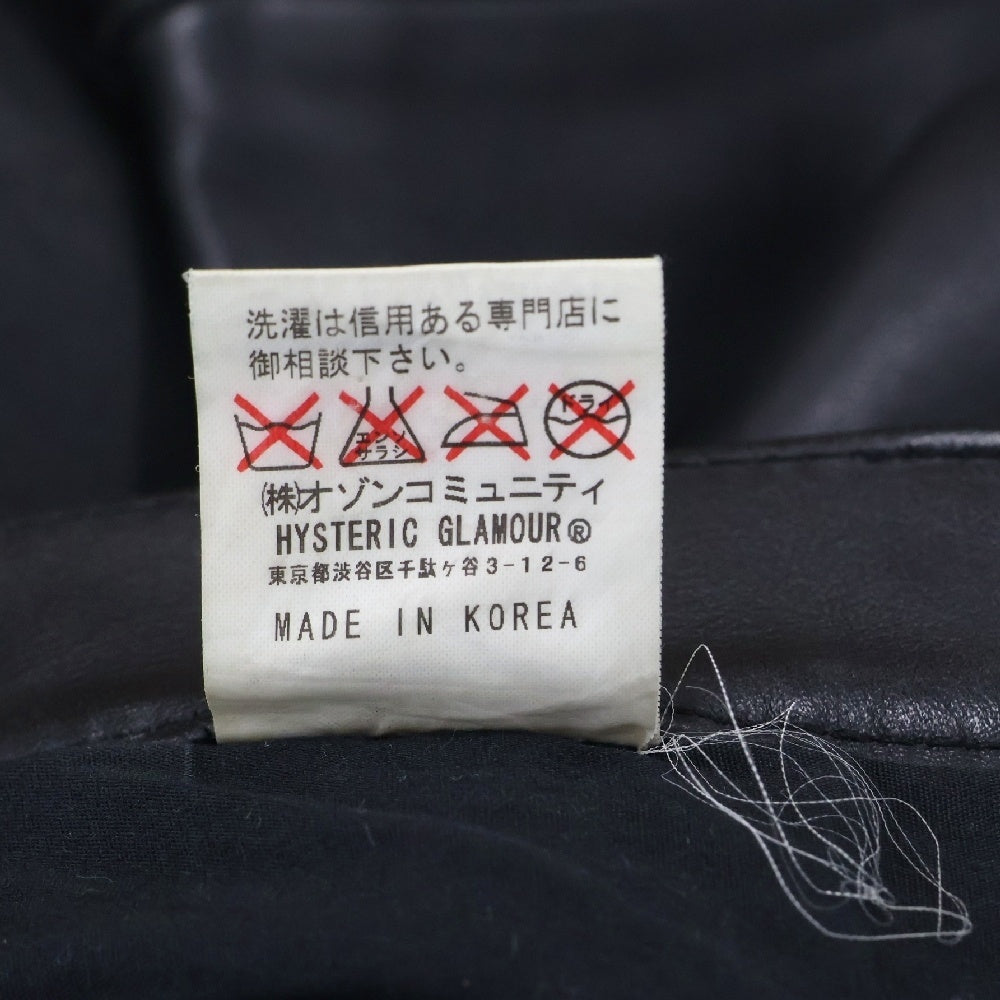 洗濯は信用ある専門店に
御相談下さい。
エンソサラシ ドライ
㈱オゾンコミュニティ
HYSTERIC GLAMOUR®
東京都渋谷区千駄ヶ谷3-12-6
MADE IN KOREA